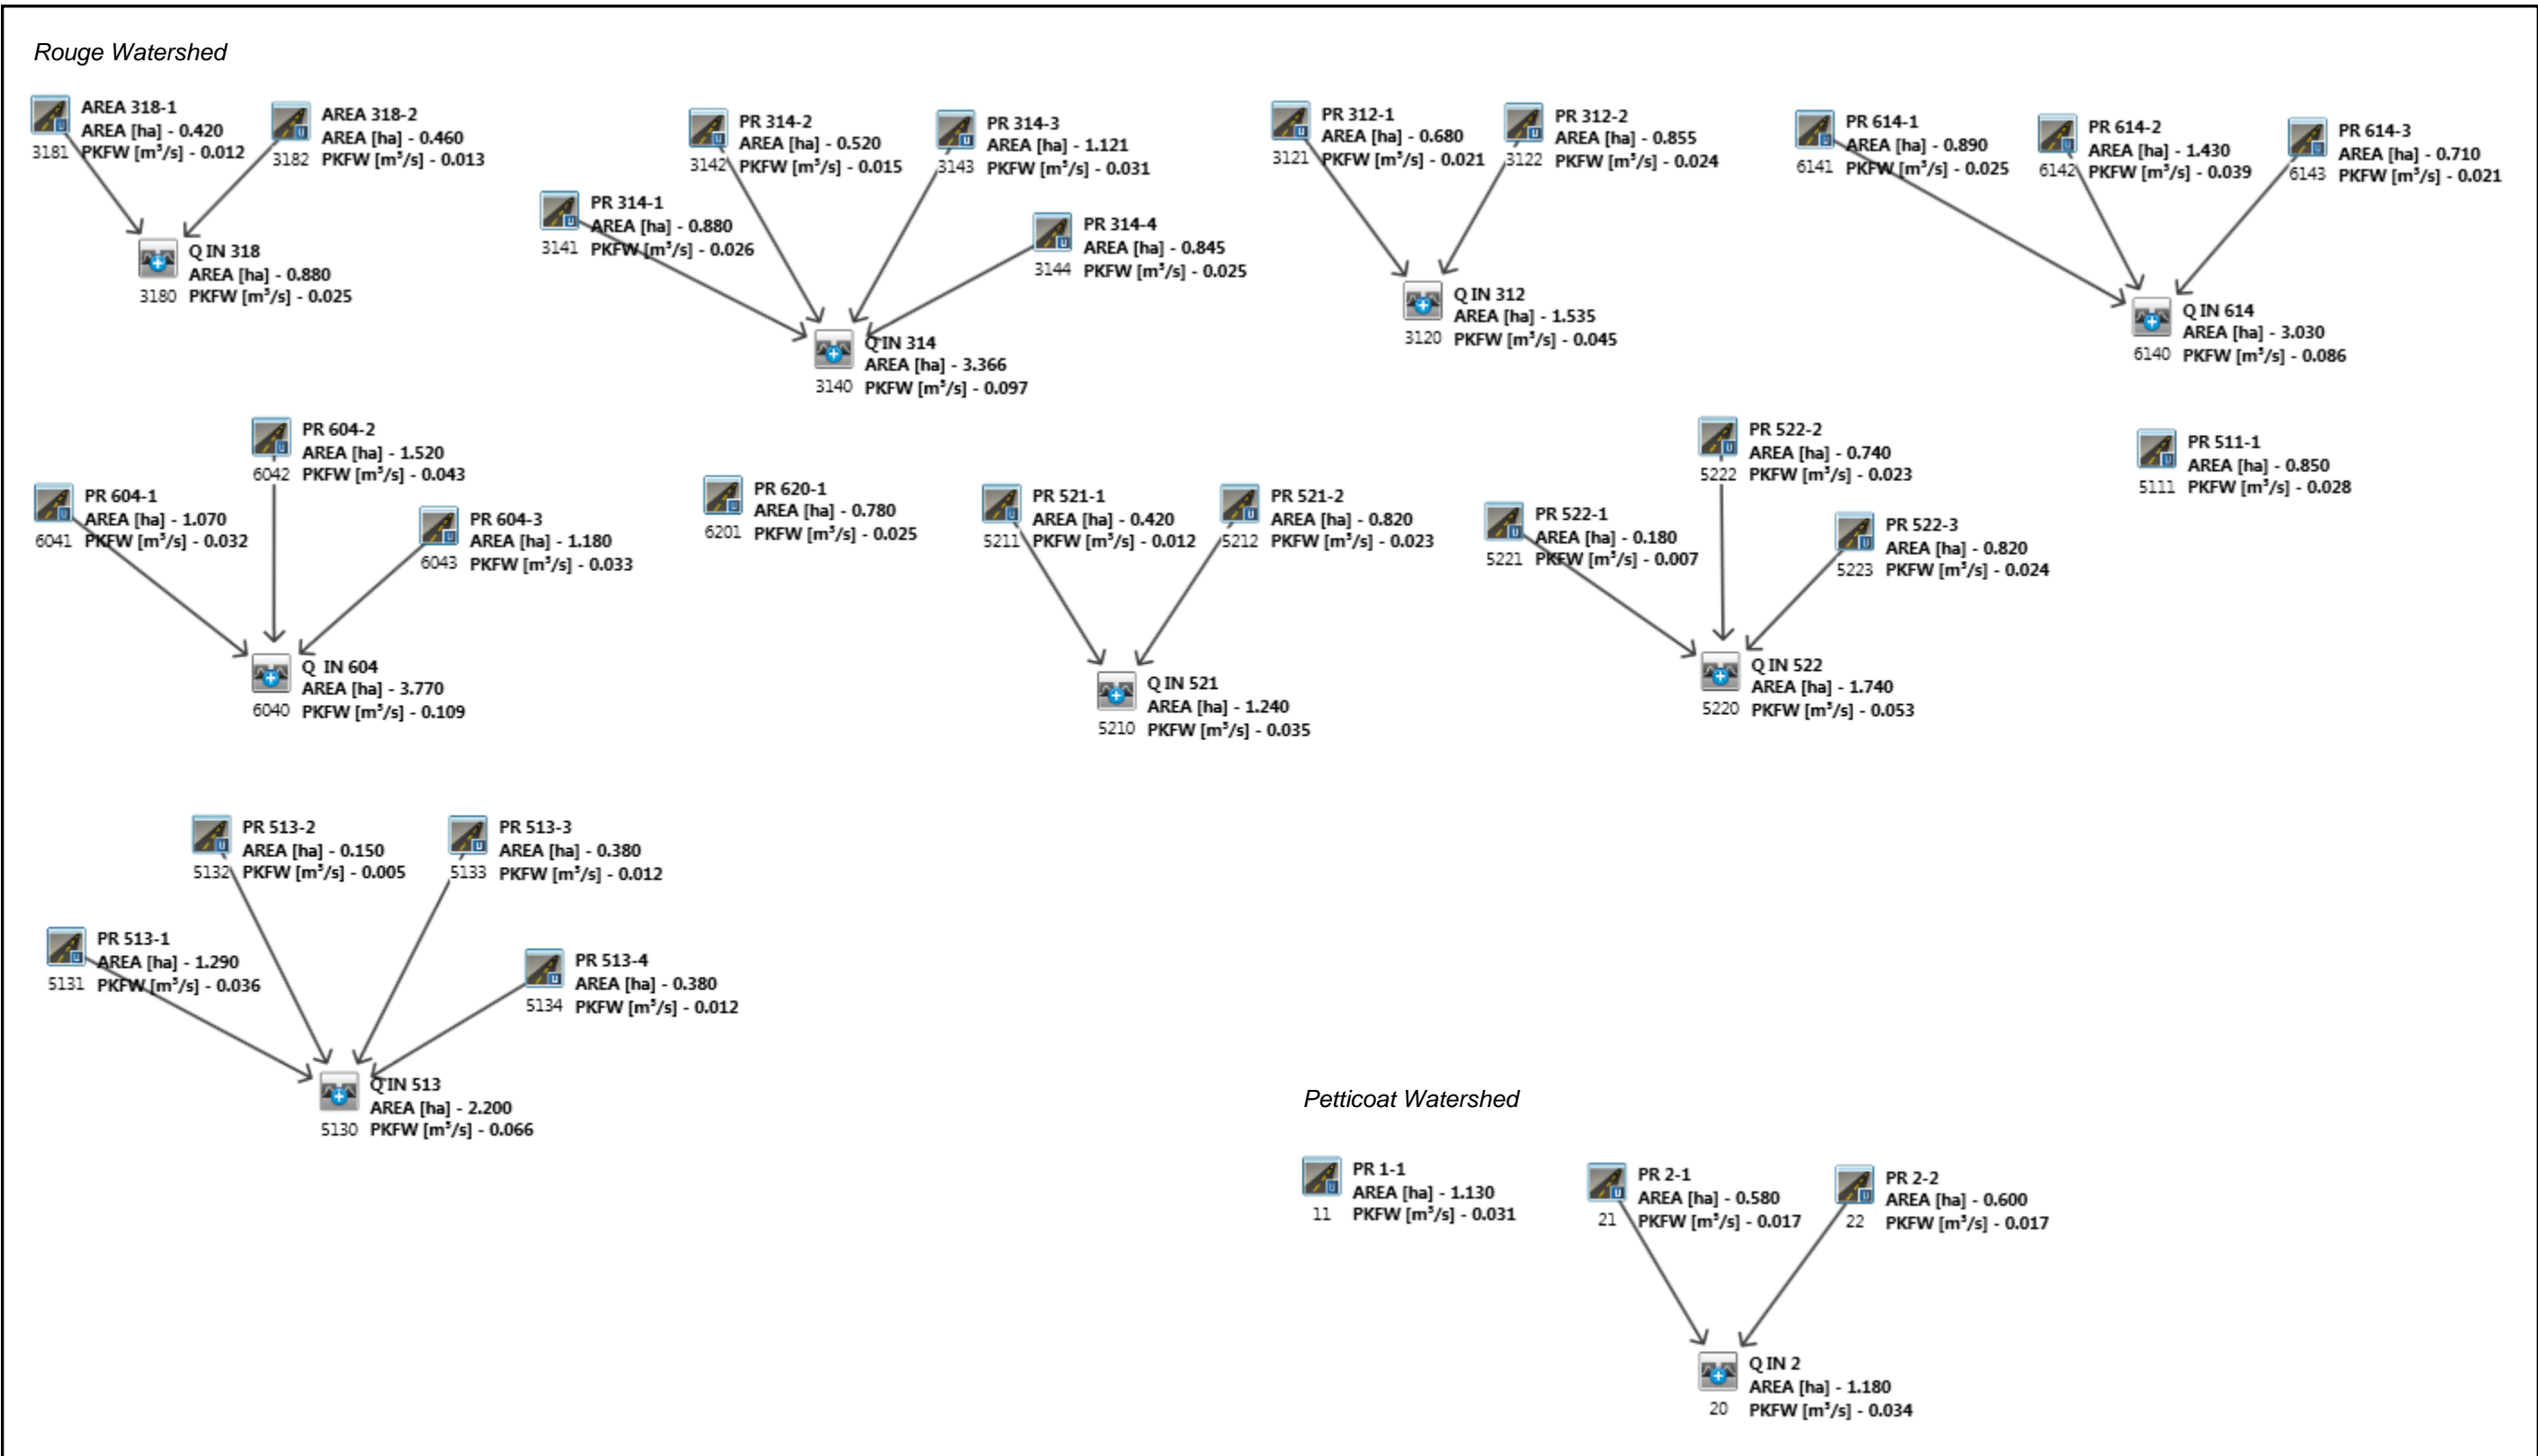 Rouge Watershed
AREA 318-1
AREA [ha] - 0.420
3181 PKFW [m³/s] - 0.012
AREA 318-2
AREA [ha] - 0.460
3182 PKFW [m³/s] - 0.013
Q IN 318
AREA [ha] - 0.880
3180 PKFW [m³/s] - 0.025
PR 314-1
AREA [ha] - 0.880
3141 PKFW [m³/s] - 0.026
PR 314-2
AREA [ha] - 0.520
3142 PKFW [m³/s] - 0.015
PR 314-3
AREA [ha] - 1.121
3143 PKFW [m³/s] - 0.031
PR 314-4
AREA [ha] - 0.845
3144 PKFW [m³/s] - 0.025
Q IN 314
AREA [ha] - 3.366
3140 PKFW [m³/s] - 0.097
PR 312-1
AREA [ha] - 0.680
3121 PKFW [m³/s] - 0.021
PR 312-2
AREA [ha] - 0.855
3122 PKFW [m³/s] - 0.024
Q IN 312
AREA [ha] - 1.535
3120 PKFW [m³/s] - 0.045
PR 614-1
AREA [ha] - 0.890
6141 PKFW [m³/s] - 0.025
PR 614-2
AREA [ha] - 1.430
6142 PKFW [m³/s] - 0.039
PR 614-3
AREA [ha] - 0.710
6143 PKFW [m³/s] - 0.021
Q IN 614
AREA [ha] - 3.030
6140 PKFW [m³/s] - 0.086
PR 604-1
AREA [ha] - 1.070
6041 PKFW [m³/s] - 0.032
PR 604-2
AREA [ha] - 1.520
6042 PKFW [m³/s] - 0.043
PR 604-3
AREA [ha] - 1.180
6043 PKFW [m³/s] - 0.033
Q IN 604
AREA [ha] - 3.770
6040 PKFW [m³/s] - 0.109
PR 620-1
AREA [ha] - 0.780
6201 PKFW [m³/s] - 0.025
PR 521-1
AREA [ha] - 0.420
5211 PKFW [m³/s] - 0.012
PR 521-2
AREA [ha] - 0.820
5212 PKFW [m³/s] - 0.023
Q IN 521
AREA [ha] - 1.240
5210 PKFW [m³/s] - 0.035
PR 522-1
AREA [ha] - 0.180
5221 PKFW [m³/s] - 0.007
PR 522-2
AREA [ha] - 0.740
5222 PKFW [m³/s] - 0.023
PR 522-3
AREA [ha] - 0.820
5223 PKFW [m³/s] - 0.024
Q IN 522
AREA [ha] - 1.740
5220 PKFW [m³/s] - 0.053
PR 511-1
AREA [ha] - 0.850
5111 PKFW [m³/s] - 0.028
PR 513-1
AREA [ha] - 1.290
5131 PKFW [m³/s] - 0.036
PR 513-2
AREA [ha] - 0.150
5132 PKFW [m³/s] - 0.005
PR 513-3
AREA [ha] - 0.380
5133 PKFW [m³/s] - 0.012
PR 513-4
AREA [ha] - 0.380
5134 PKFW [m³/s] - 0.012
Q IN 513
AREA [ha] - 2.200
5130 PKFW [m³/s] - 0.066
Petticoat Watershed
PR 1-1
AREA [ha] - 1.130
11 PKFW [m³/s] - 0.031
PR 2-1
AREA [ha] - 0.580
21 PKFW [m³/s] - 0.017
PR 2-2
AREA [ha] - 0.600
22 PKFW [m³/s] - 0.017
Q IN 2
AREA [ha] - 1.180
20 PKFW [m³/s] - 0.034